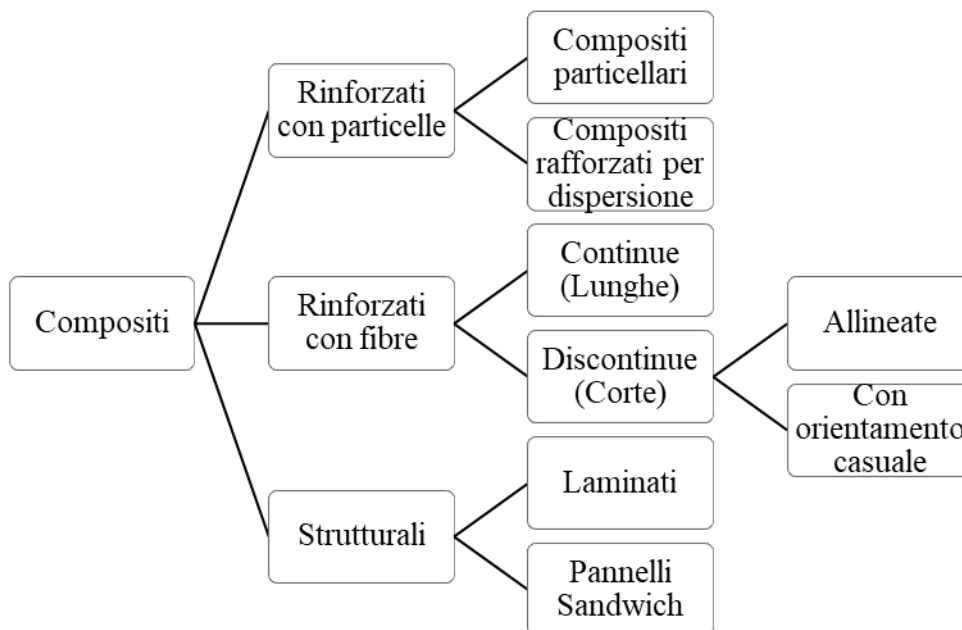 Compositi
Rinforzati
con particelle
Compositi
particellari
Compositi
rafforzati per
dispersione
Rinforzati
con fibre
Continue
(Lunghe)
Discontinue
(Corte)
Allineate
Con
orientamento
casuale
Strutturali
Laminati
Pannelli
Sandwich